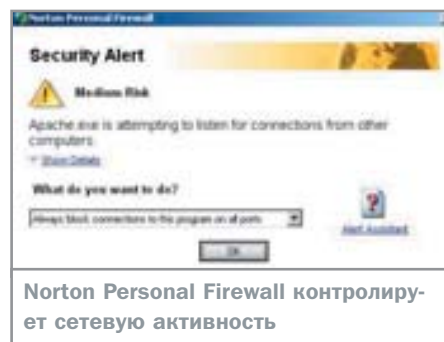 Norton Personal Firewall
Security Alert
Medium Risk
Apache.exe is attempting to listen for connections from other
computers.
Show Details
What do you want to do?
Always block connections to this program on all ports
Alert Assistant
OK
Norton Personal Firewall контролиру-
ет сетевую активность